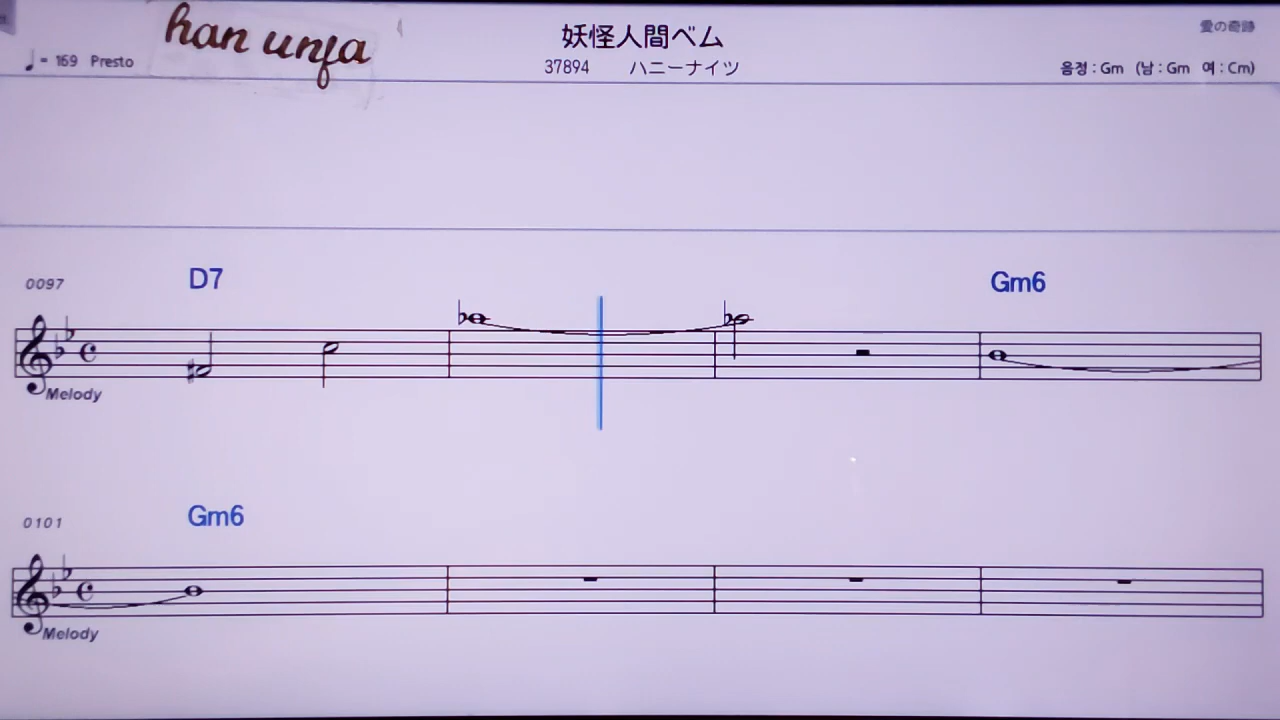 han unfa
妖怪人間ベム
愛の奇跡
♩= 169 Presto
37894 ハニーナイツ
음정 : Gm (남 : Gm 여 : Cm)
0097 D7 Gm6
Melody
0101 Gm6
Melody